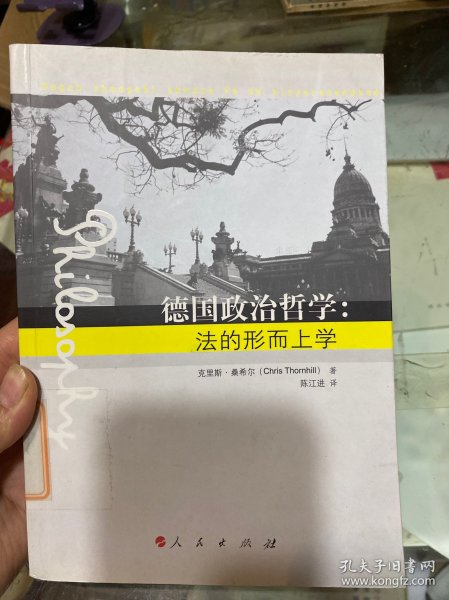 Philosophy
德国政治哲学：
法的形而上学
克里斯·桑希尔（Chris Thornhill） 著
陈江进 译
人民出版社
孔夫子旧书网
www.kongfz.com